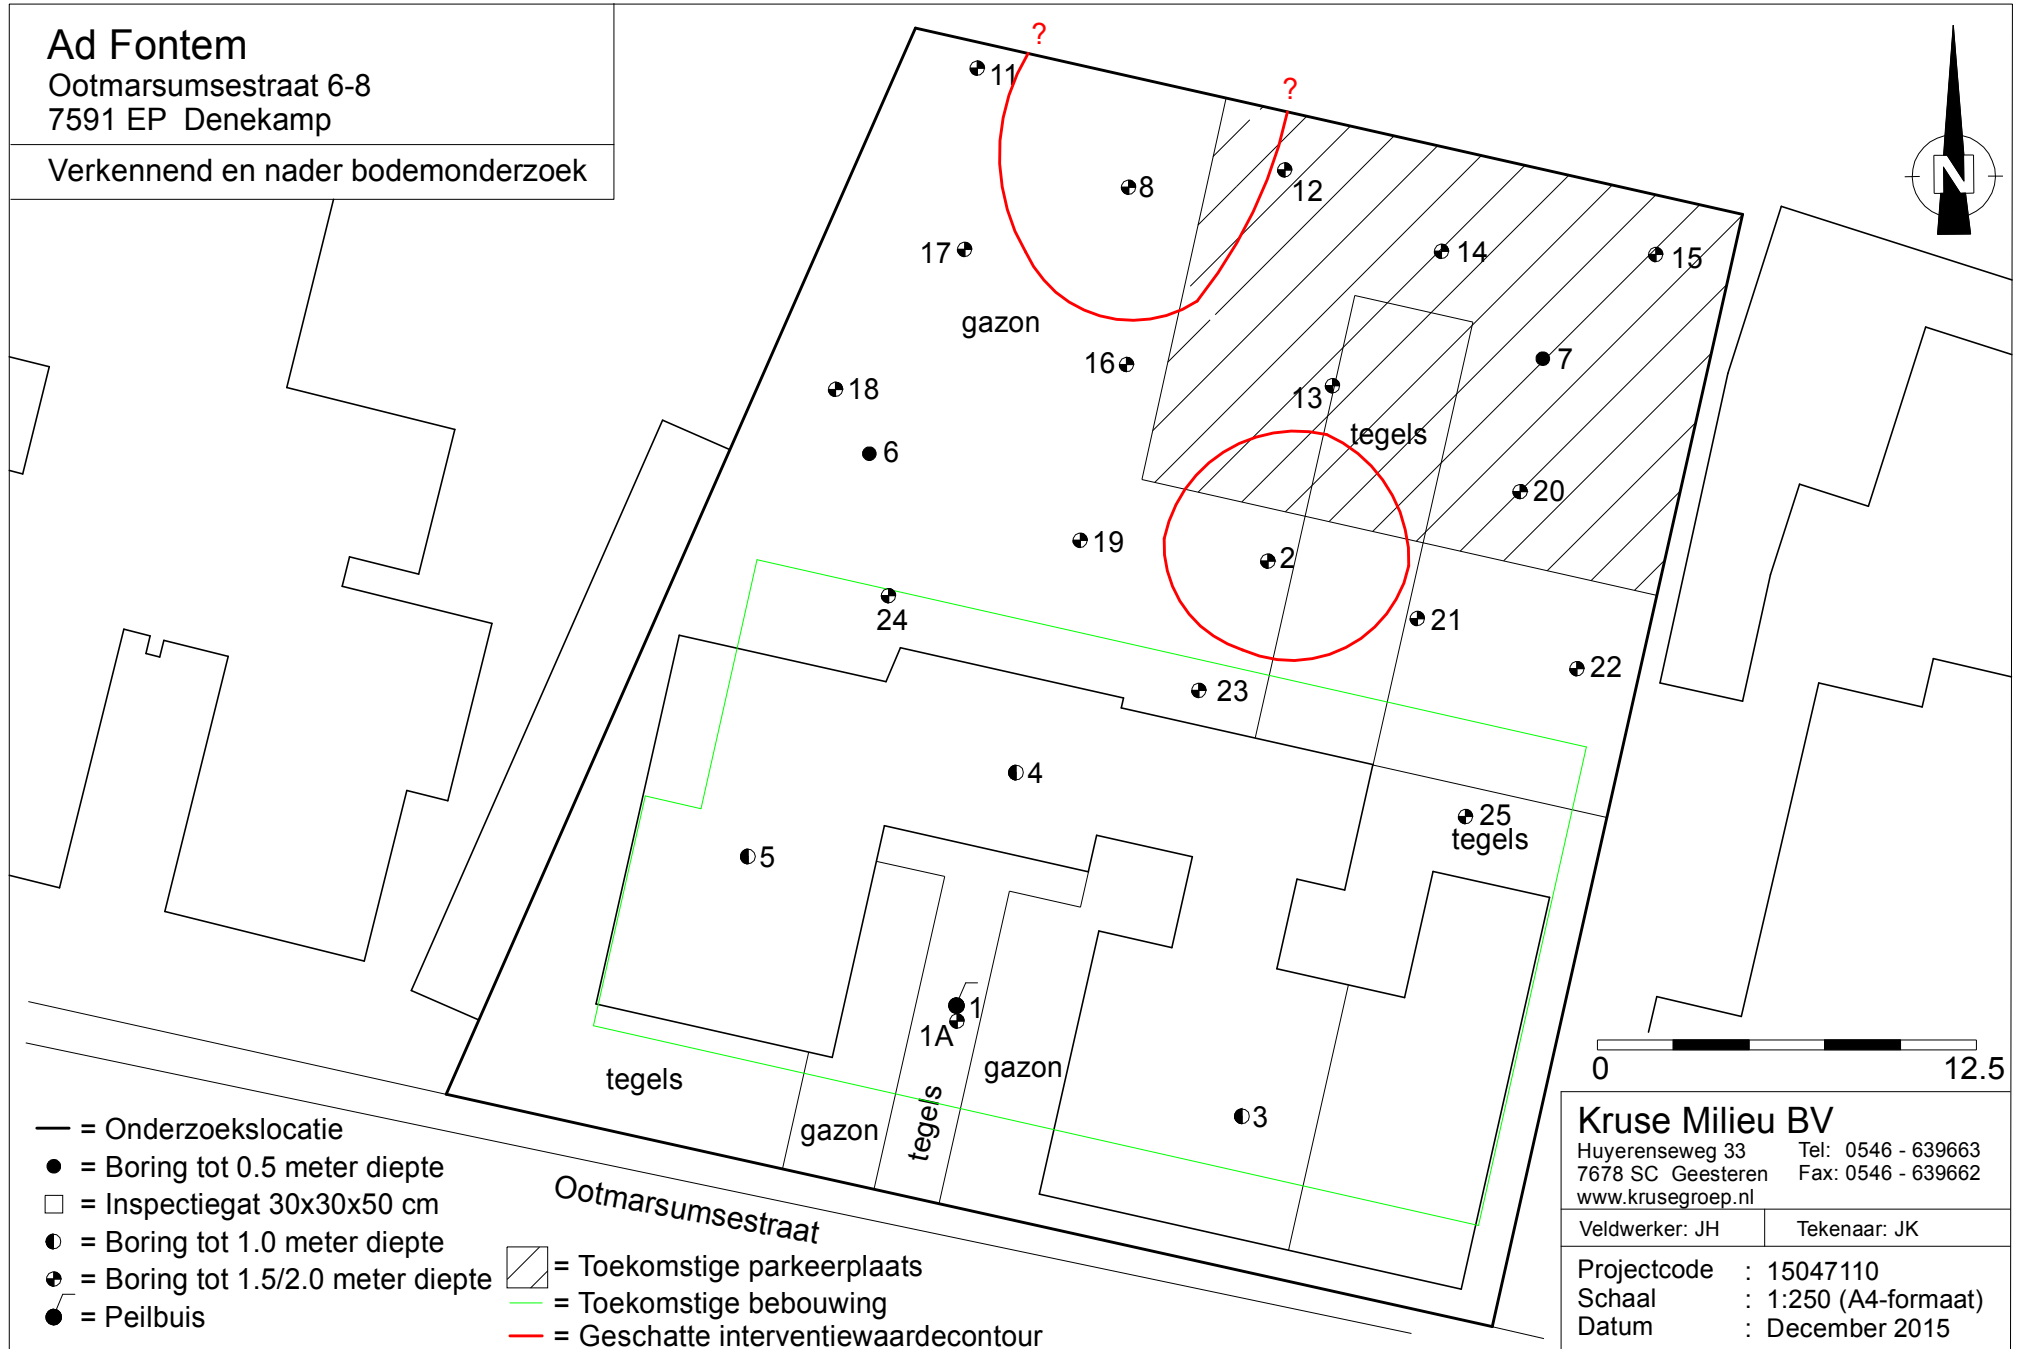 Ad Fontem
Ootmarsumsestraat 6-8
7591 EP Denekamp
Verkennend en nader bodemonderzoek
?
?
11
8
12
N
17
14
15
gazon
16
7
18
13
tegels
6
20
19
2
24
21
22
23
4
25
tegels
5
1
1A
gazon
tegels
tegels
gazon
3
Ootmarsumsestraat
0 12.5
= Onderzoekslocatie
= Boring tot 0.5 meter diepte
= Inspectiegat 30x30x50 cm
= Boring tot 1.0 meter diepte
= Boring tot 1.5/2.0 meter diepte
= Peilbuis
= Toekomstige parkeerplaats
= Toekomstige bebouwing
= Geschatte interventiewaardecontour
Kruse Milieu BV
Huyerenseweg 33 Tel: 0546 - 639663
7678 SC Geesteren Fax: 0546 - 639662
www.krusegroep.nl
Veldwerker: JH Tekenaar: JK
Projectcode : 15047110
Schaal : 1:250 (A4-formaat)
Datum : December 2015